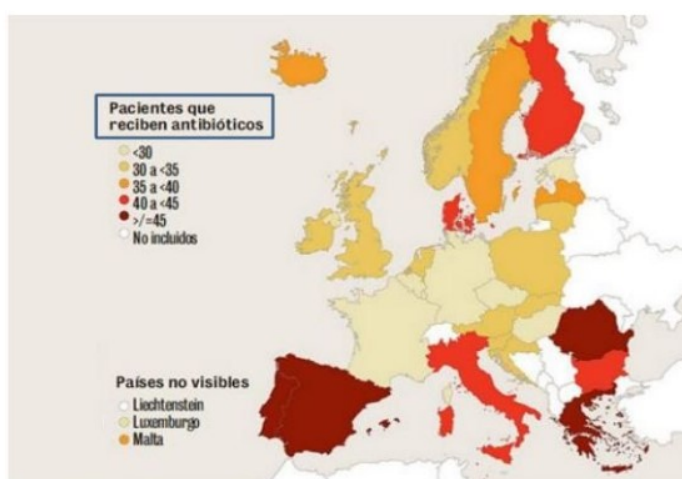 Pacientes que
reciben antibióticos
<30
30 a <35
35 a <40
40 a <45
>/=45
No incluidos
Países no visibles
Liechtenstein
Luxemburgo
Malta